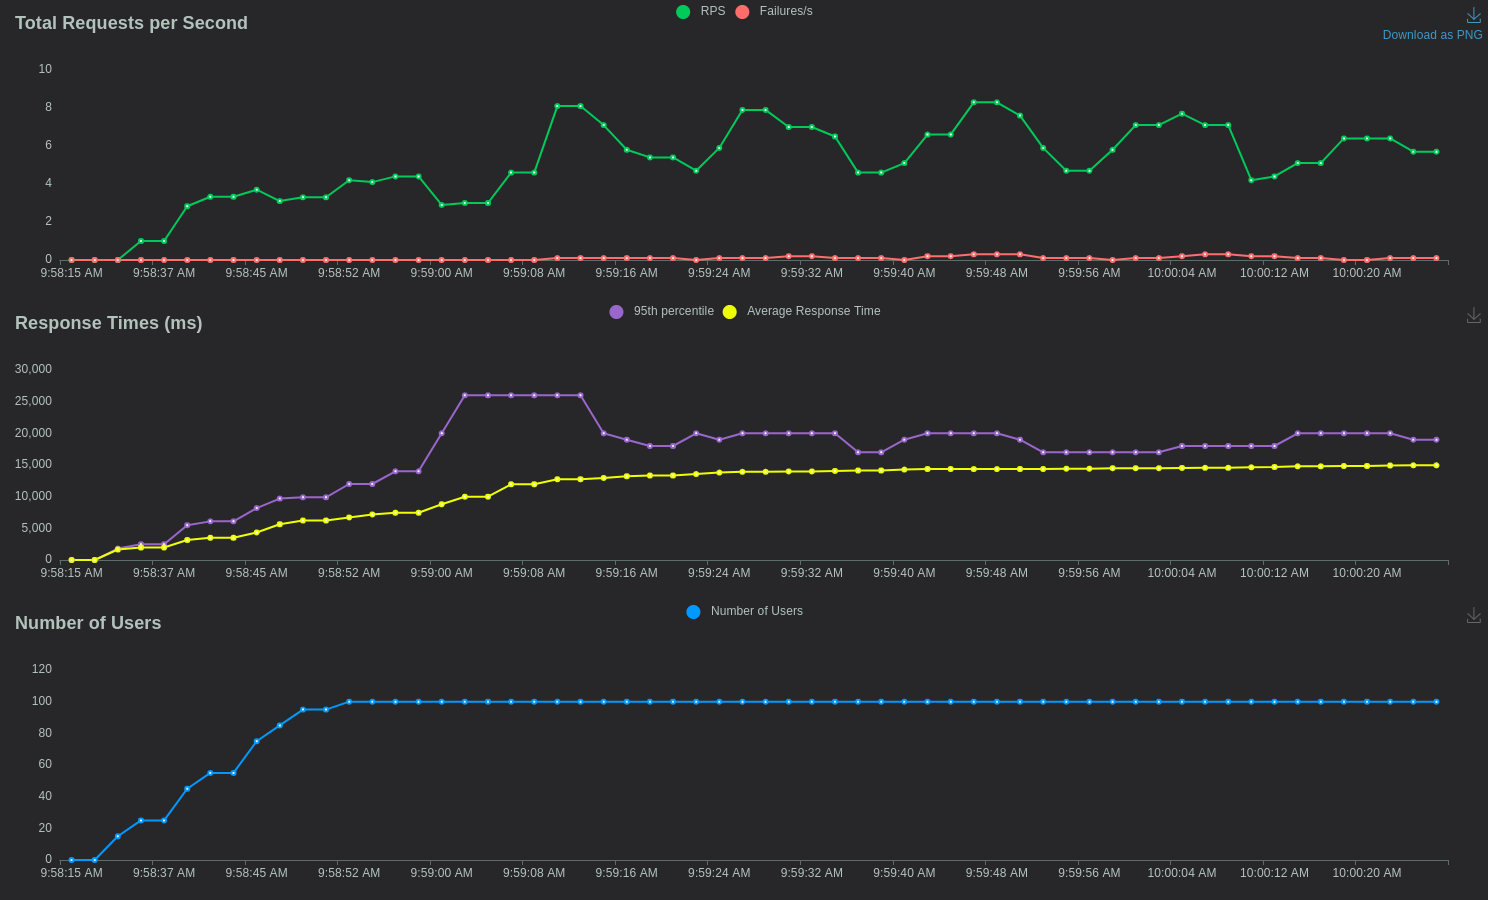 Total Requests per Second
RPS Failures/s
Download as PNG
10
8
6
4
2
0
9:58:15 AM 9:58:37 AM 9:58:45 AM 9:58:52 AM 9:59:00 AM 9:59:08 AM 9:59:16 AM 9:59:24 AM 9:59:32 AM 9:59:40 AM 9:59:48 AM 9:59:56 AM 10:00:04 AM 10:00:12 AM 10:00:20 AM
Response Times (ms)
95th percentile Average Response Time
30,000
25,000
20,000
15,000
10,000
5,000
0
9:58:15 AM 9:58:37 AM 9:58:45 AM 9:58:52 AM 9:59:00 AM 9:59:08 AM 9:59:16 AM 9:59:24 AM 9:59:32 AM 9:59:40 AM 9:59:48 AM 9:59:56 AM 10:00:04 AM 10:00:12 AM 10:00:20 AM
Number of Users
Number of Users
120
100
80
60
40
20
0
9:58:15 AM 9:58:37 AM 9:58:45 AM 9:58:52 AM 9:59:00 AM 9:59:08 AM 9:59:16 AM 9:59:24 AM 9:59:32 AM 9:59:40 AM 9:59:48 AM 9:59:56 AM 10:00:04 AM 10:00:12 AM 10:00:20 AM